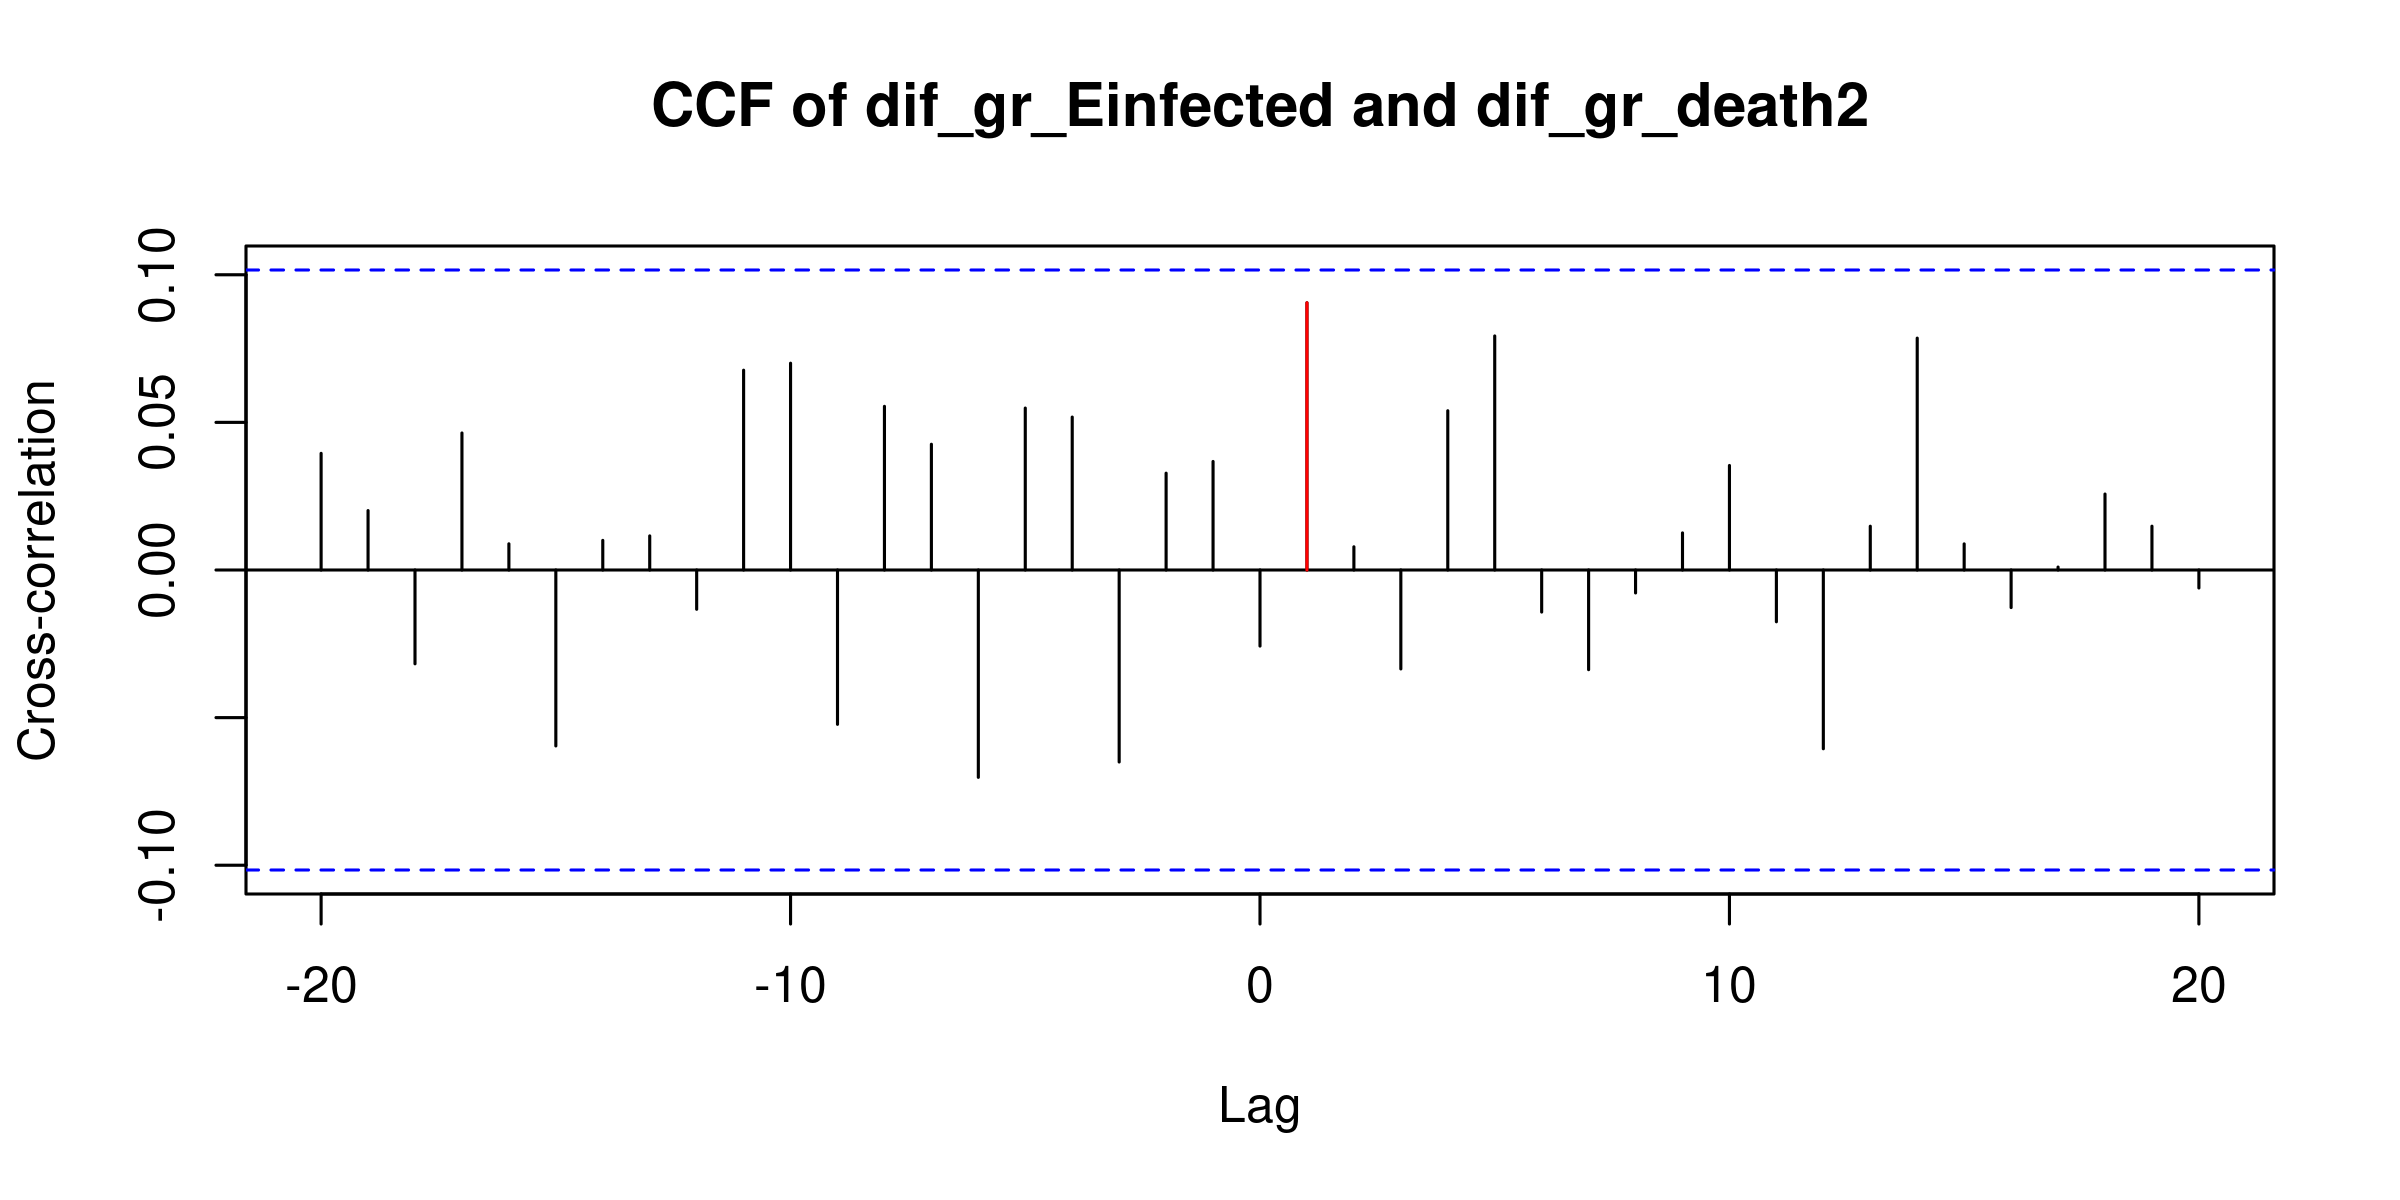 CCF of dif_gr_Einfected and dif_gr_death2
Cross-correlation
0.10
0.05
0.00
-0.10
-20 -10 0 10 20
Lag